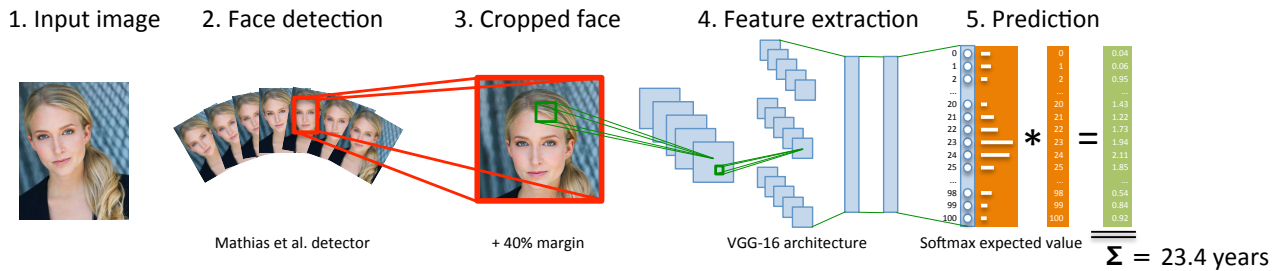 1. Input image
2. Face detection
3. Cropped face
4. Feature extraction
5. Prediction
0 0 0.04
1 1 0.06
2 2 0.95
... ... ...
20 20 1.43
21 21 1.22
22 22 1.73
23 23 1.94
24 24 2.11
25 25 1.85
... ... ...
98 98 0.54
99 99 0.84
100 100 0.92
* =
Mathias et al. detector
+ 40% margin
VGG-16 architecture
Softmax expected value
Σ = 23.4 years